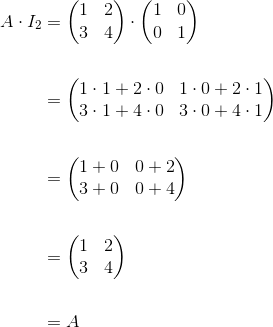 A · I₂ = (1 2 3 4) · (1 0 0 1)
= (1 · 1 + 2 · 0 1 · 0 + 2 · 1 3 · 1 + 4 · 0 3 · 0 + 4 · 1)
= (1 + 0 0 + 2 3 + 0 0 + 4)
= (1 2 3 4)
= A